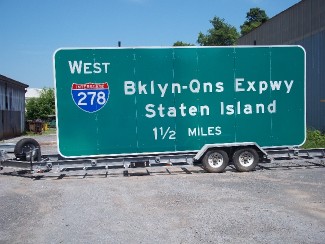 West
INTERSTATE
278
Bklyn-Qns Expwy
Staten Island
1½ MILES